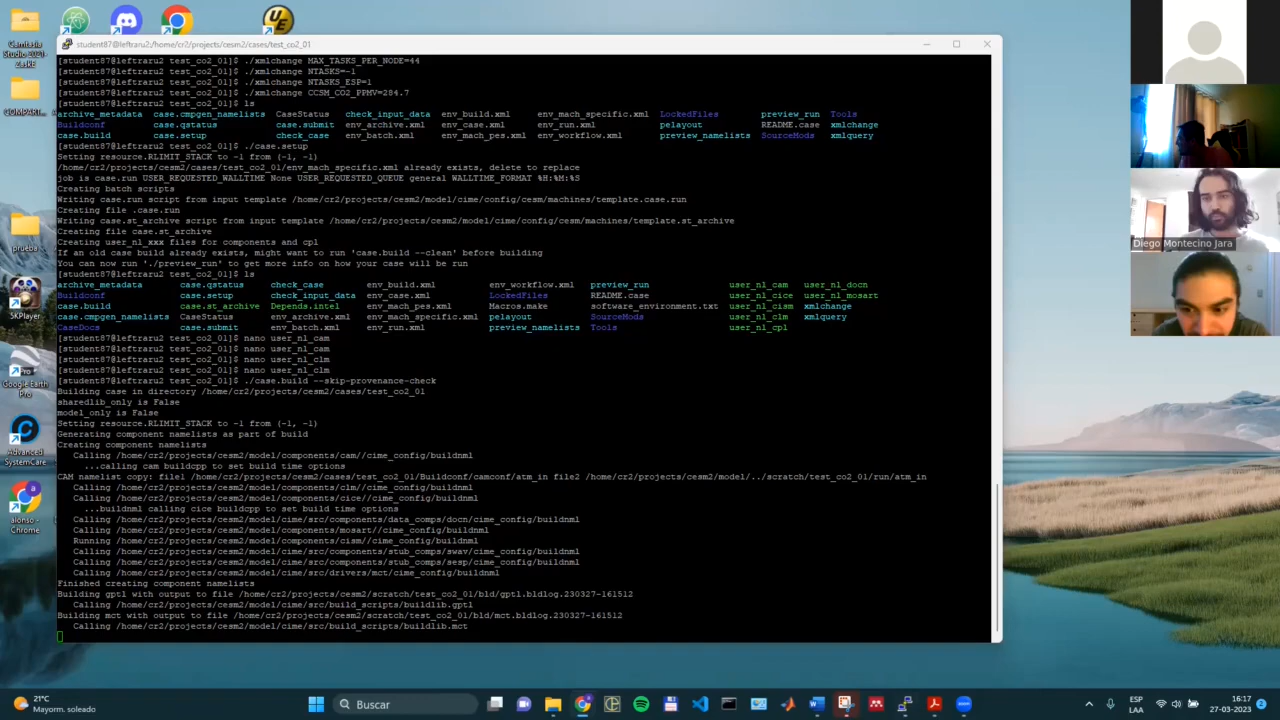 Camtasia
Studio 2021-
ZasKE
COMPART...
prueba
5KPlayer
Google Earth
Pro
Advanced
SystemCare
alonso -
Chrome
student87@leftraru2:/home/cr2/projects/cesm2/cases/test_co2_01
[student87@leftraru2 test_co2_01]$ ./xmlchange MAX_TASKS_PER_NODE=44
[student87@leftraru2 test_co2_01]$ ./xmlchange NTASKS=-1
[student87@leftraru2 test_co2_01]$ ./xmlchange NTASKS_ESP=1
[student87@leftraru2 test_co2_01]$ ./xmlchange CCSM_CO2_PPMV=284.7
[student87@leftraru2 test_co2_01]$ ls
archive_metadata case.cmpgen_namelists CaseStatus check_input_data env_build.xml env_mach_specific.xml LockedFiles preview_run Tools
Buildconf case.qstatus case.submit env_archive.xml env_case.xml env_run.xml pelayout README.case xmlchange
case.build case.setup check_case env_batch.xml env_mach_pes.xml env_workflow.xml preview_namelists SourceMods xmlquery
[student87@leftraru2 test_co2_01]$ ./case.setup
Setting resource.RLIMIT_STACK to -1 from (-1, -1)
/home/cr2/projects/cesm2/cases/test_co2_01/env_mach_specific.xml already exists, delete to replace
job is case.run USER_REQUESTED_WALLTIME None USER_REQUESTED_QUEUE general WALLTIME_FORMAT %H:%M:%S
Creating batch scripts
Writing case.run script from input template /home/cr2/projects/cesm2/model/cime/config/cesm/machines/template.case.run
Creating file .case.run
Writing case.st_archive script from input template /home/cr2/projects/cesm2/model/cime/config/cesm/machines/template.st_archive
Creating file case.st_archive
Creating user_nl_xxx files for components and cpl
If an old case build already exists, might want to run 'case.build --clean' before building
You can now run './preview_run' to get more info on how your case will be run
[student87@leftraru2 test_co2_01]$ ls
archive_metadata case.qstatus check_case env_build.xml env_workflow.xml preview_run user_nl_cam user_nl_docn
Buildconf case.setup check_input_data env_case.xml LockedFiles README.case user_nl_cice user_nl_mosart
case.build case.st_archive Depends.intel env_mach_pes.xml Macros.make software_environment.txt user_nl_cism xmlchange
case.cmpgen_namelists CaseStatus env_archive.xml env_mach_specific.xml pelayout SourceMods user_nl_clm xmlquery
CaseDocs case.submit env_batch.xml env_run.xml preview_namelists Tools user_nl_cpl
[student87@leftraru2 test_co2_01]$ nano user_nl_cam
[student87@leftraru2 test_co2_01]$ nano user_nl_cam
[student87@leftraru2 test_co2_01]$ nano user_nl_clm
[student87@leftraru2 test_co2_01]$ nano user_nl_clm
[student87@leftraru2 test_co2_01]$ ./case.build --skip-provenance-check
Building case in directory /home/cr2/projects/cesm2/cases/test_co2_01
sharedlib_only is False
model_only is False
Setting resource.RLIMIT_STACK to -1 from (-1, -1)
Generating component namelists as part of build
Creating component namelists
Calling /home/cr2/projects/cesm2/model/components/cam//cime_config/buildnml
...calling cam buildcpp to set build time options
CAM namelist copy: file1 /home/cr2/projects/cesm2/cases/test_co2_01/Buildconf/camconf/atm_in file2 /home/cr2/projects/cesm2/model/../scratch/test_co2_01/run/atm_in
Calling /home/cr2/projects/cesm2/model/components/clm//cime_config/buildnml
Calling /home/cr2/projects/cesm2/model/components/cice//cime_config/buildnml
...buildnml calling cice buildcpp to set build time options
Calling /home/cr2/projects/cesm2/model/cime/src/components/data_comps/docn/cime_config/buildnml
Calling /home/cr2/projects/cesm2/model/components/mosart//cime_config/buildnml
Running /home/cr2/projects/cesm2/model/components/cism//cime_config/buildnml
Calling /home/cr2/projects/cesm2/model/cime/src/components/stub_comps/swav/cime_config/buildnml
Calling /home/cr2/projects/cesm2/model/cime/src/components/stub_comps/sesp/cime_config/buildnml
Calling /home/cr2/projects/cesm2/model/cime/src/drivers/mct/cime_config/buildnml
Finished creating component namelists
Building gptl with output to file /home/cr2/projects/cesm2/scratch/test_co2_01/bld/gptl.bldlog.230327-161512
Calling /home/cr2/projects/cesm2/model/cime/src/build_scripts/buildlib.gptl
Building mct with output to file /home/cr2/projects/cesm2/scratch/test_co2_01/bld/mct.bldlog.230327-161512
Calling /home/cr2/projects/cesm2/model/cime/src/build_scripts/buildlib.mct
Diego Montecino Jara
21°C
Mayorm. soleado
Buscar
ESP
LAA
16:17
27-03-2023